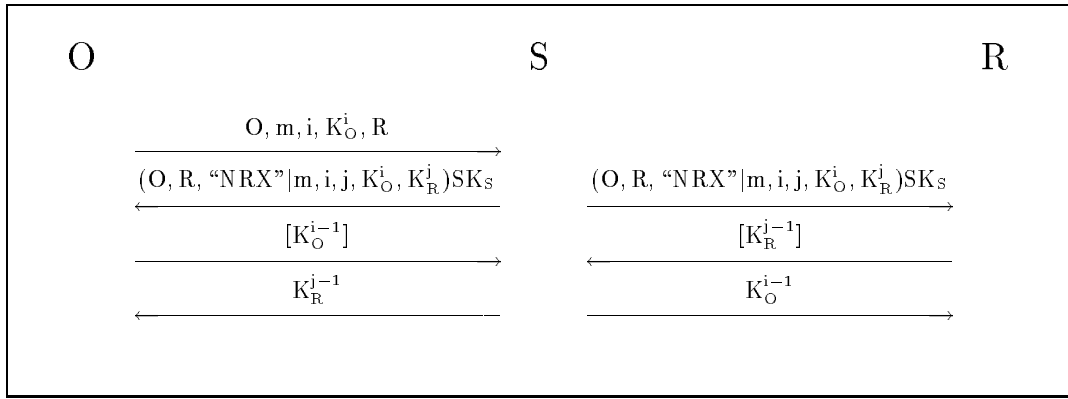 O S R
O, m, i, K_O^i, R
(O, R, “NRX”|m, i, j, K_O^i, K_R^j)SK_S (O, R, “NRX”|m, i, j, K_O^i, K_R^j)SK_S
[K_O^{i−1}] [K_R^{j−1}]
K_R^{j−1} K_O^{i−1}